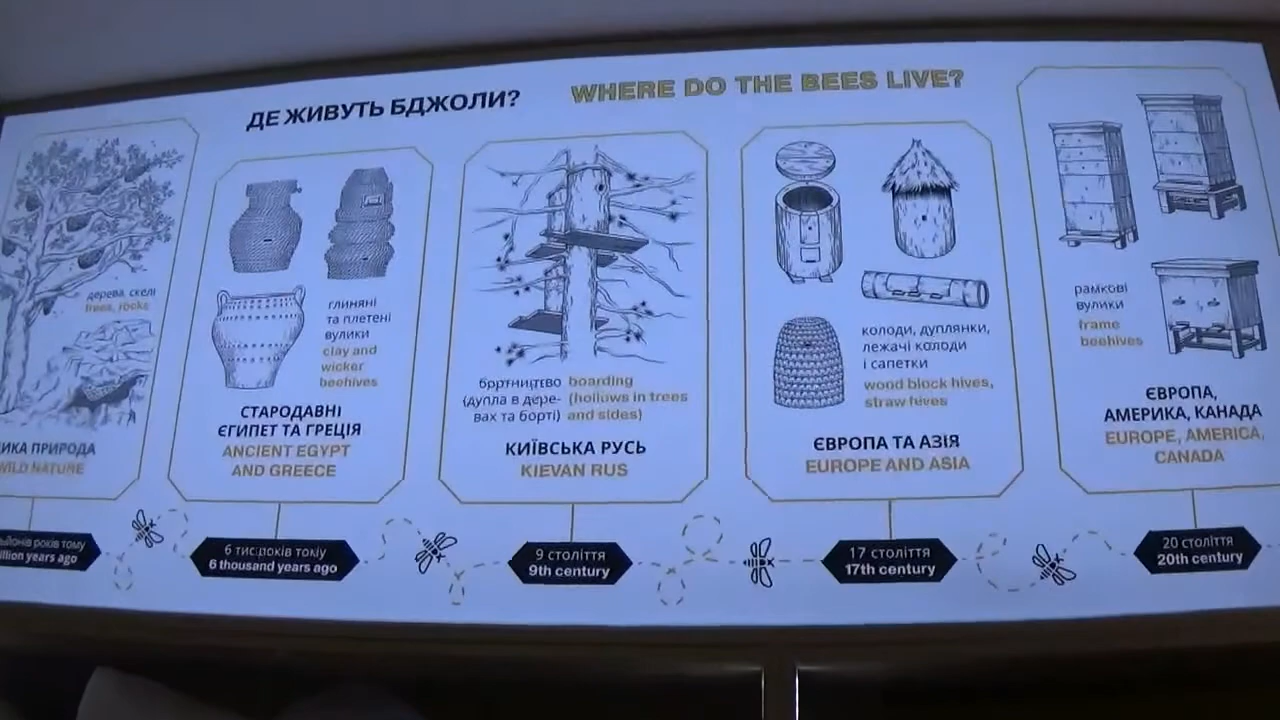 ДЕ ЖИВУТЬ БДЖОЛИ?
WHERE DO THE BEES LIVE?
дерева, скелі
trees, rocks
ИКА ПРИРОДА
WILD NATURE
років тому
years ago
глиняні
та плетені
вулики
clay and
wicker
beehives
СТАРОДАВНІ
ЄГИПЕТ ТА ГРЕЦІЯ
ANCIENT EGYPT
AND GREECE
6 тис.років тому
6 thousand years ago
бортництво
(дупла в дере-
вах та борті)
boarding
(hollows in trees
and sides)
КИЇВСЬКА РУСЬ
KIEVAN RUS
9 століття
9th century
колоди, дуплянки,
лежачі колоди
і сапетки
wood block hives,
straw hives
ЄВРОПА ТА АЗІЯ
EUROPE AND ASIA
17 століття
17th century
рамкові
вулики
frame
beehives
ЄВРОПА,
АМЕРИКА, КАНАДА
EUROPE, AMERICA,
CANADA
20 століття
20th century